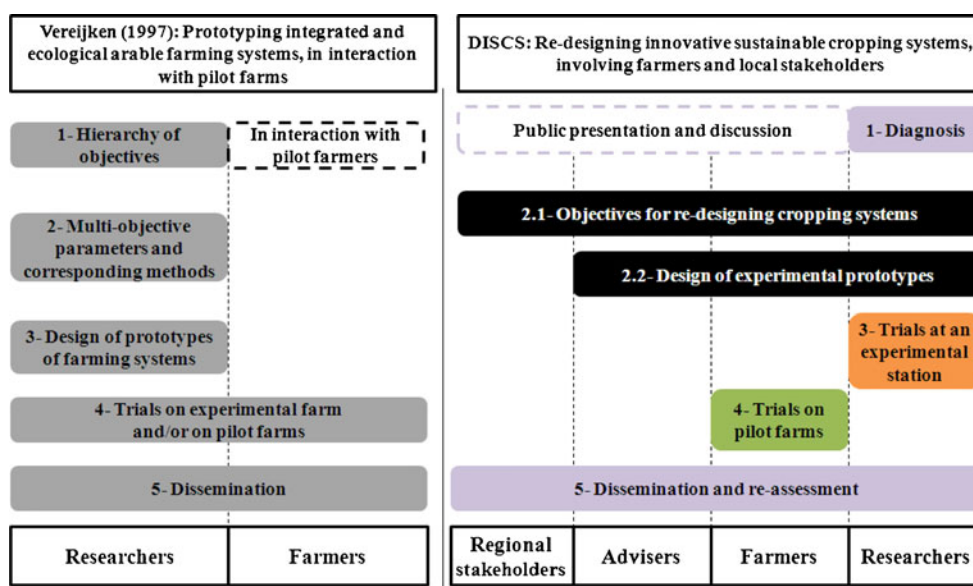 Vereijken (1997): Prototyping integrated and
ecological arable farming systems, in interaction
with pilot farms
1- Hierarchy of
objectives
In interaction with
pilot farmers
2- Multi-objective
parameters and
corresponding methods
3- Design of prototypes
of farming systems
4- Trials on experimental farm
and/or on pilot farms
5- Dissemination
Researchers
Farmers
DISCS: Re-designing innovative sustainable cropping systems,
involving farmers and local stakeholders
Public presentation and discussion
1- Diagnosis
2.1- Objectives for re-designing cropping systems
2.2- Design of experimental prototypes
3- Trials at an
experimental
station
4- Trials on
pilot farms
5- Dissemination and re-assessment
Regional
stakeholders
Advisers
Farmers
Researchers